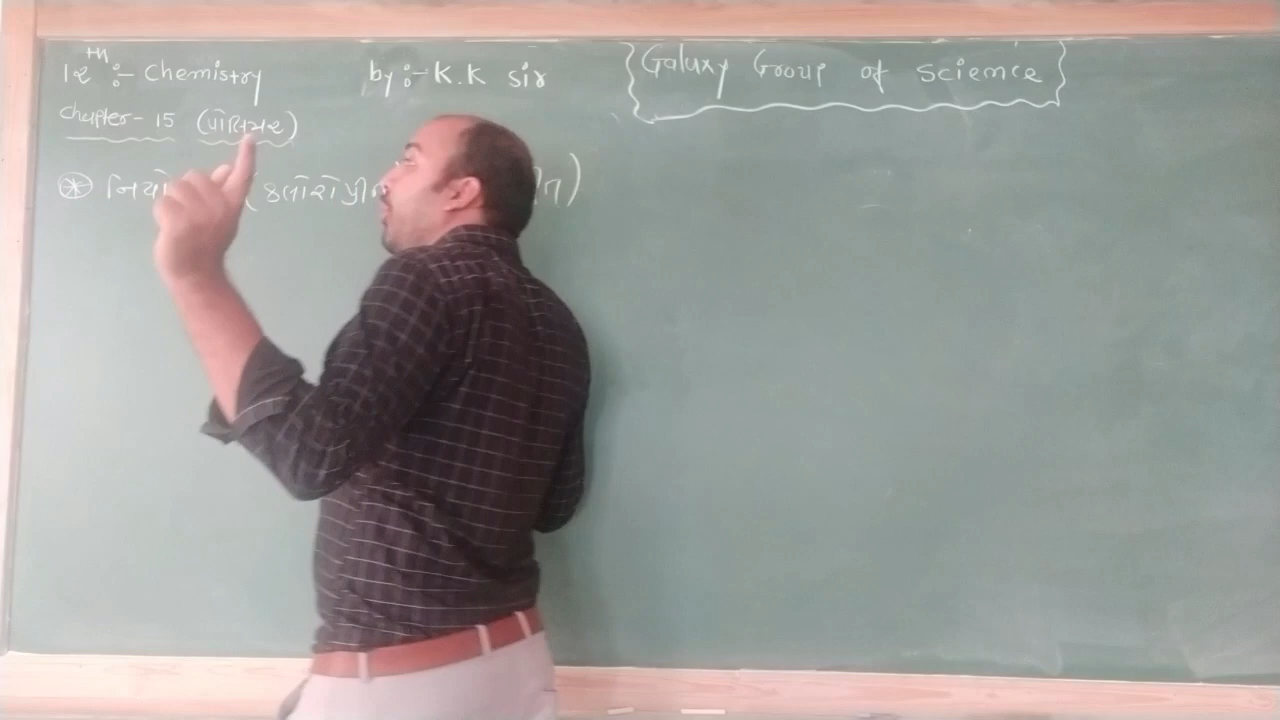 12th :- Chemistry by :- K.K sir
Galaxy Group of Science
Chapter - 15 (પોલિમર)